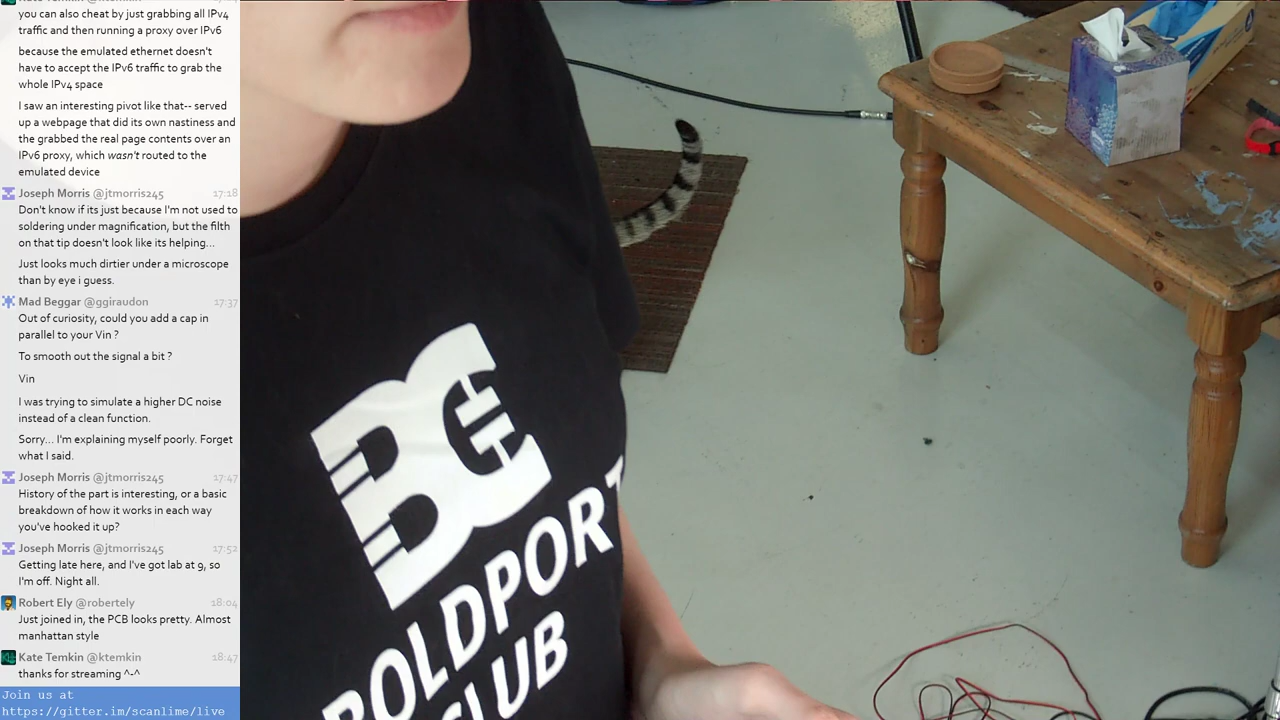 Kate Temkin @ktemkin
you can also cheat by just grabbing all IPv4
traffic and then running a proxy over IPv6
because the emulated ethernet doesn't
have to accept the IPv6 traffic to grab the
whole IPv4 space
I saw an interesting pivot like that-- served
up a webpage that did its own nastiness and
the grabbed the real page contents over an
IPv6 proxy, which wasn't routed to the
emulated device
Joseph Morris @jtmorris245 17:18
Don't know if its just because I'm not used to
soldering under magnification, but the filth
on that tip doesn't look like its helping...
Just looks much dirtier under a microscope
than by eye i guess.
Mad Beggar @ggiraudon 17:37
Out of curiosity, could you add a cap in
parallel to your Vin ?
To smooth out the signal a bit ?
Vin
I was trying to simulate a higher DC noise
instead of a clean function.
Sorry... I'm explaining myself poorly. Forget
what I said.
Joseph Morris @jtmorris245 17:47
History of the part is interesting, or a basic
breakdown of how it works in each way
you've hooked it up?
Joseph Morris @jtmorris245 17:52
Getting late here, and I've got lab at 9, so
I'm off. Night all.
Robert Ely @robertely 18:04
Just joined in, the PCB looks pretty. Almost
manhattan style
Kate Temkin @ktemkin 18:47
thanks for streaming ^-^
Join us at
https://gitter.im/scanlime/live
BC
BOLDPORT
CLUB